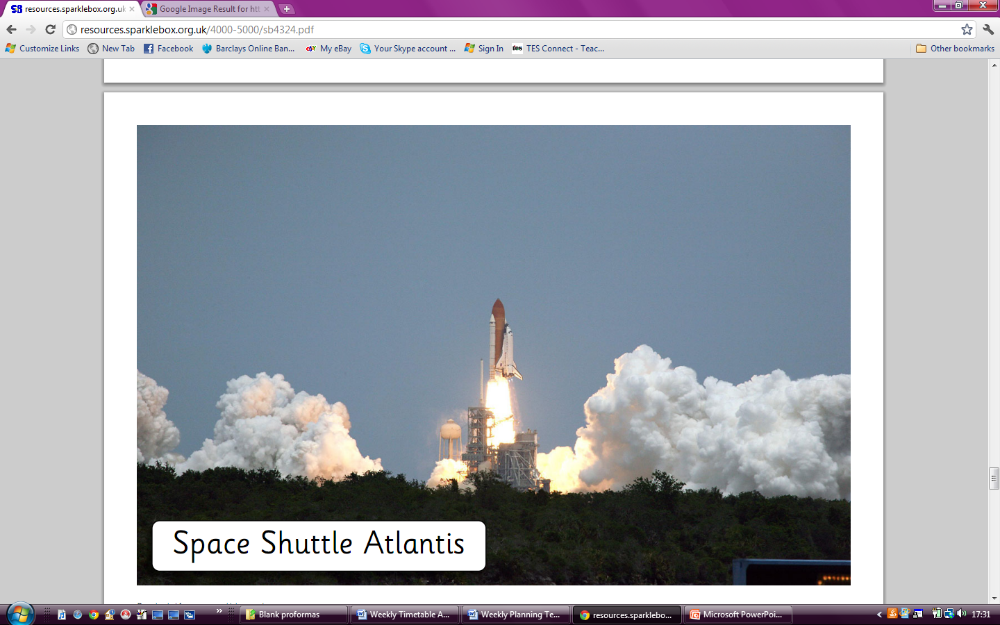 resources.sparklebox.org.uk
Google Image Result for htt
resources.sparklebox.org.uk/4000-5000/sb4324.pdf
Customize Links New Tab Facebook Barclays Online Ban... My eBay Your Skype account ... Sign In TES Connect - Teac... Other bookmarks
Space Shuttle Atlantis
Blank proformas Weekly Timetable A... Weekly Planning Te... resources.sparklebo... Microsoft PowerPoi... 17:31